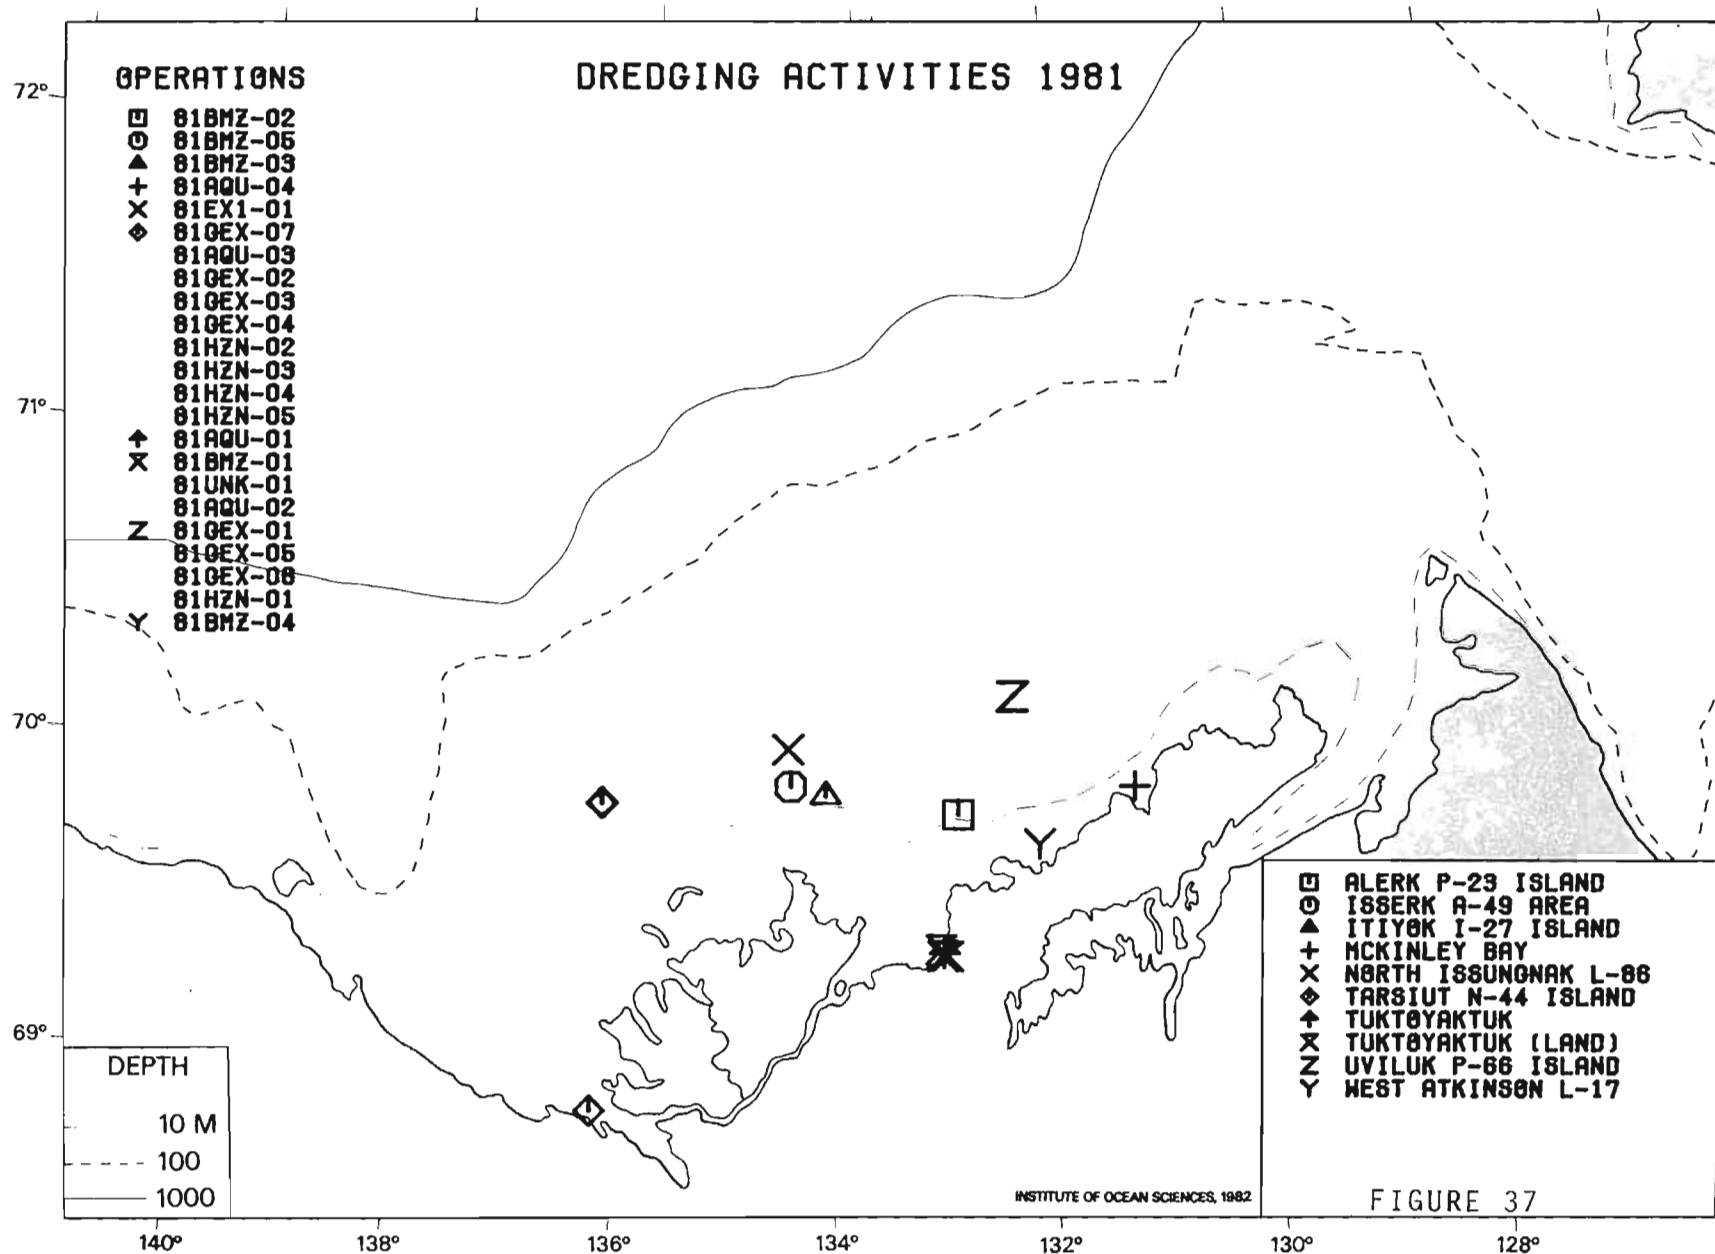 DREDGING ACTIVITIES 1981
OPERATIONS
81BMZ-02
81BMZ-05
81BMZ-03
81AQU-04
81EX1-01
81GEX-07
81AQU-03
81GEX-02
81GEX-03
81GEX-04
81HZN-02
81HZN-03
81HZN-04
81HZN-05
81AQU-01
81BMZ-01
81UNK-01
81AQU-02
81GEX-01
81GEX-05
81GEX-06
81HZN-01
81BMZ-04
72°
71°
70°
69°
DEPTH
10 M
100
1000
ALERK P-23 ISLAND
ISSERK A-49 AREA
ITIYOK I-27 ISLAND
MCKINLEY BAY
NORTH ISSUNGNAK L-86
TARSIUT N-44 ISLAND
TUKTOYAKTUK
TUKTOYAKTUK (LAND)
UVILUK P-66 ISLAND
WEST ATKINSON L-17
INSTITUTE OF OCEAN SCIENCES, 1982
FIGURE 37
140° 138° 136° 134° 132° 130° 128°